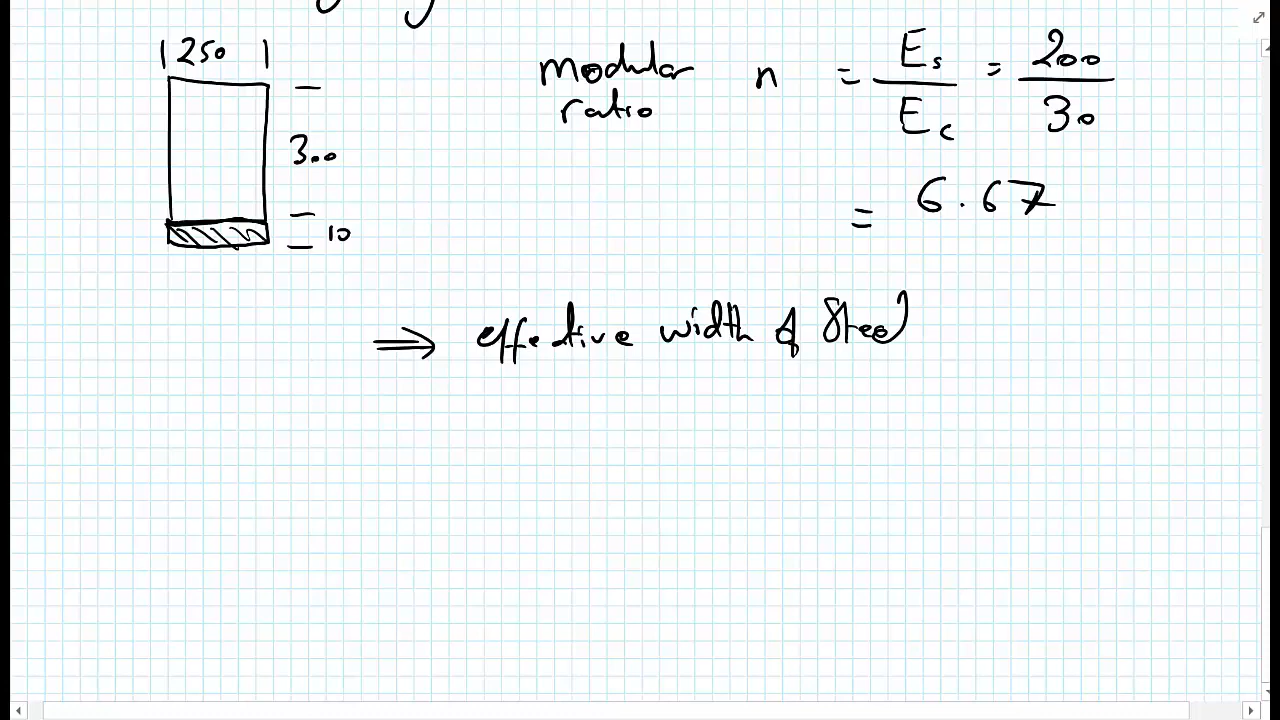 | 250 |
300
10
modular ratio n = Es / Ec = 200 / 30
= 6.67
⇒ effective width of Steel